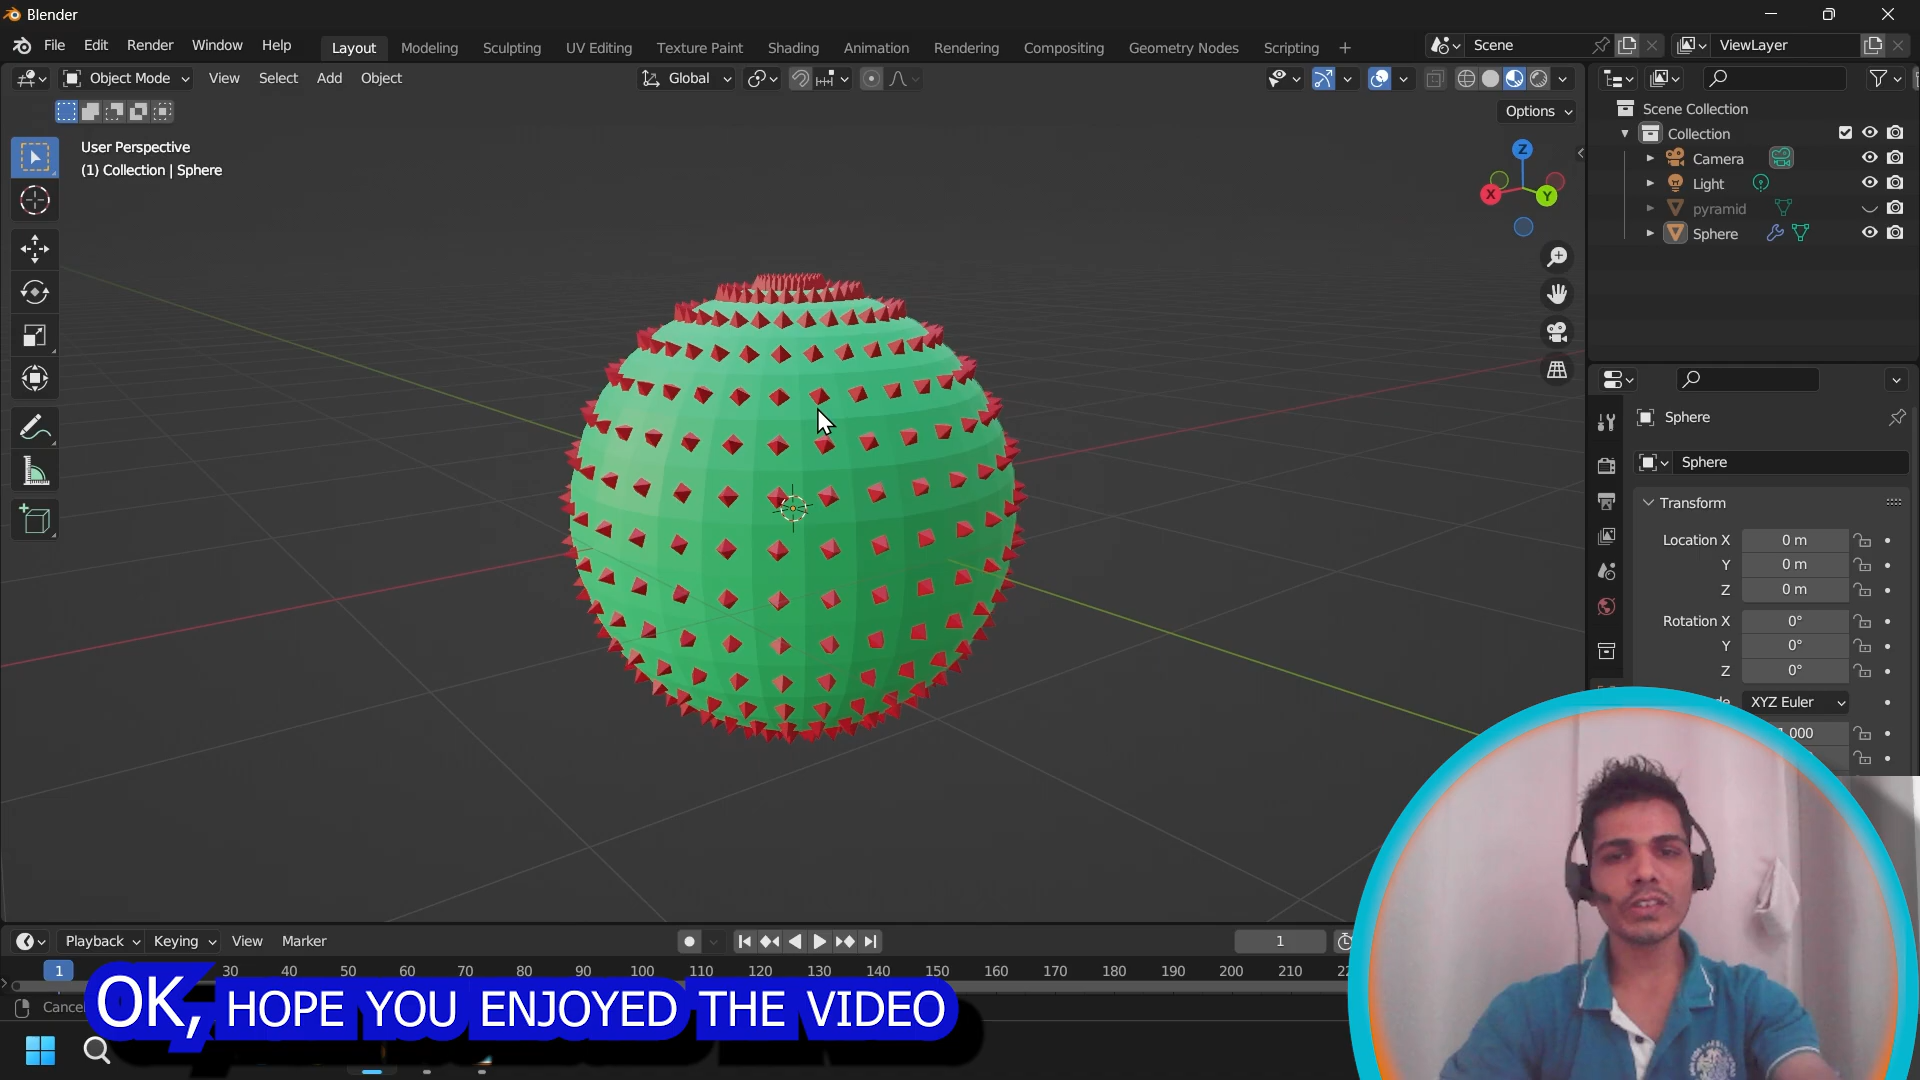 Blender
File Edit Render Window Help Layout Modeling Sculpting UV Editing Texture Paint Shading Animation Rendering Compositing Geometry Nodes Scripting + Scene ViewLayer
Object Mode View Select Add Object Global
Options
User Perspective
(1) Collection | Sphere
Z
X
Y
Scene Collection
Collection
Camera
Light
pyramid
Sphere
Sphere
Sphere
Transform
Location X 0 m
Y 0 m
Z 0 m
Rotation X 0°
Y 0°
Z 0°
XYZ Euler
Playback Keying View Marker 1
1 30 40 50 60 70 80 90 100 110 120 130 140 150 160 170 180 190 200 210
OK, HOPE YOU ENJOYED THE VIDEO